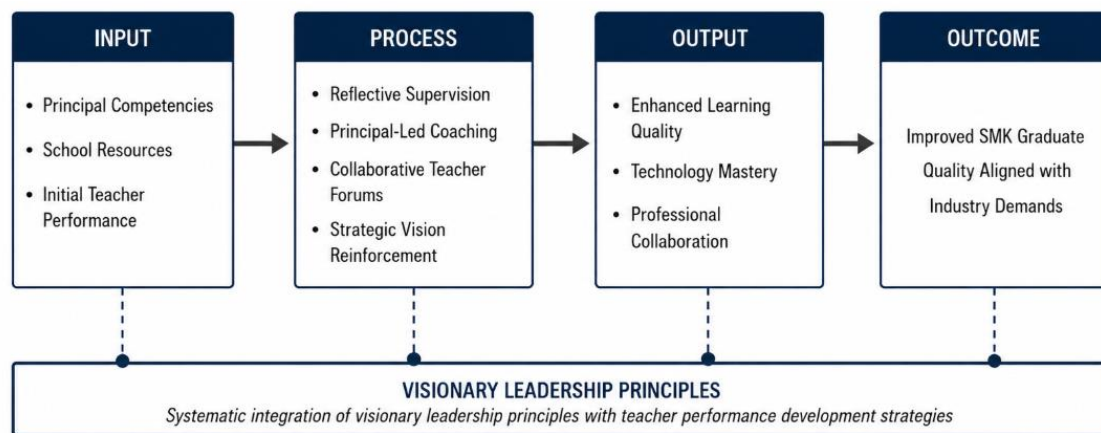 INPUT
• Principal Competencies
• School Resources
• Initial Teacher
Performance
PROCESS
• Reflective Supervision
• Principal-Led Coaching
• Collaborative Teacher
Forums
• Strategic Vision
Reinforcement
OUTPUT
• Enhanced Learning
Quality
• Technology Mastery
• Professional
Collaboration
OUTCOME
Improved SMK Graduate
Quality Aligned with
Industry Demands
VISIONARY LEADERSHIP PRINCIPLES
Systematic integration of visionary leadership principles with teacher performance development strategies